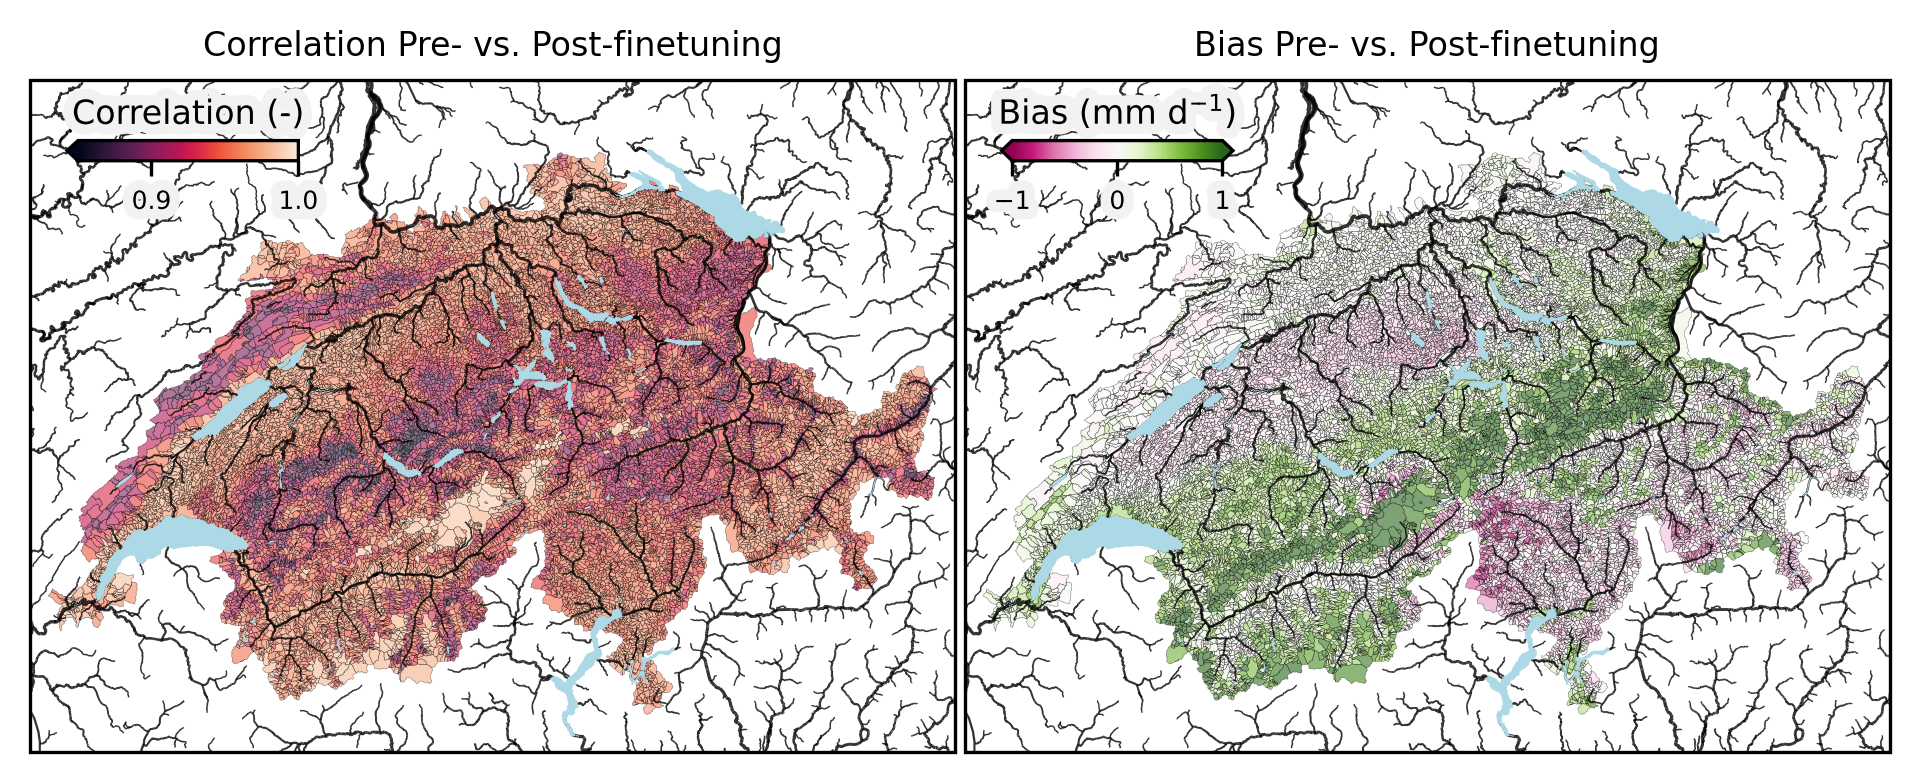 Correlation Pre- vs. Post-finetuning
Correlation (-)
0.9 1.0
Bias Pre- vs. Post-finetuning
Bias (mm d⁻¹)
−1 0 1